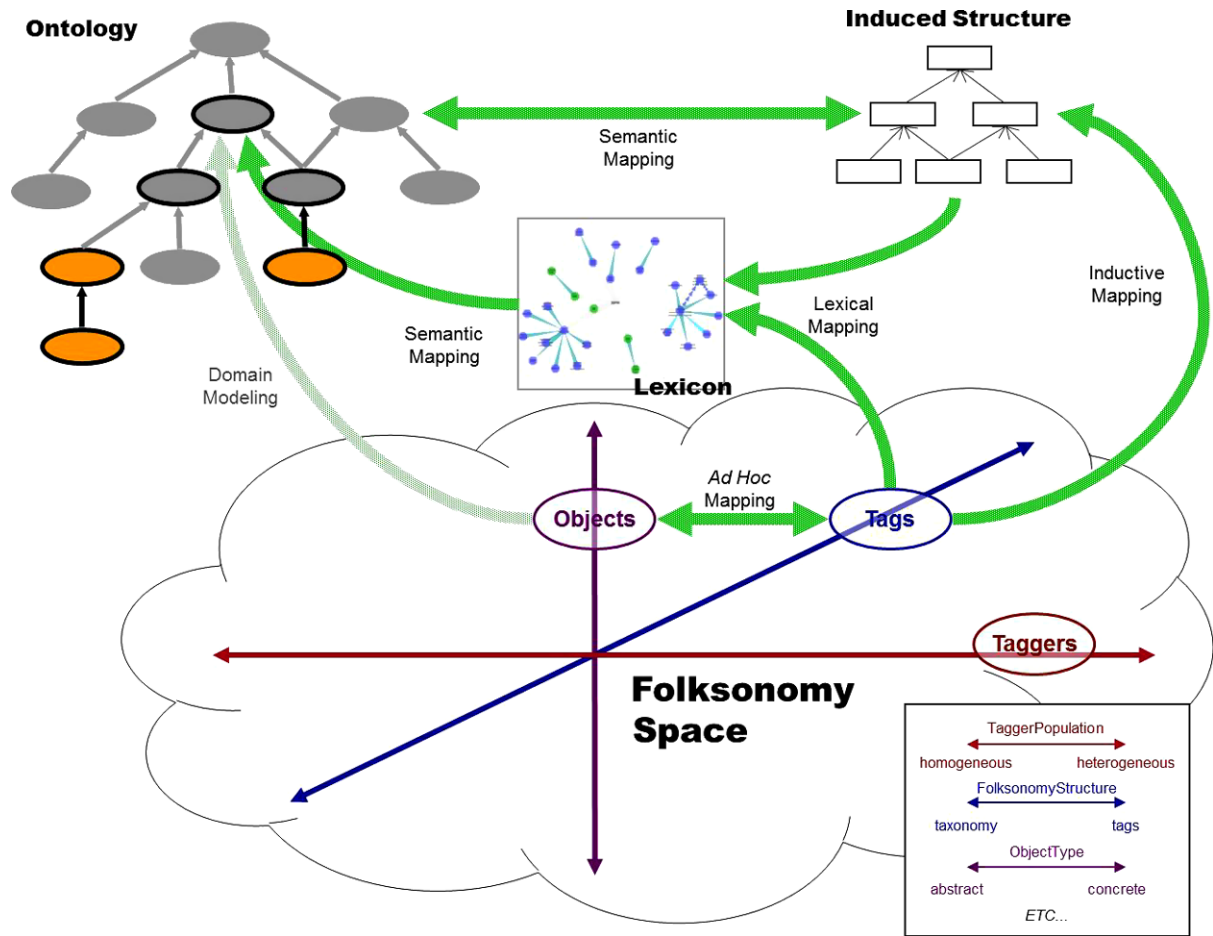 Ontology
Induced Structure
Semantic
Mapping
Inductive
Mapping
Lexical
Mapping
Semantic
Mapping
Lexicon
Domain
Modeling
Ad Hoc
Mapping
Objects
Tags
Taggers
Folksonomy
Space
TaggerPopulation
homogeneous heterogeneous
FolksonomyStructure
taxonomy tags
ObjectType
abstract concrete
ETC...